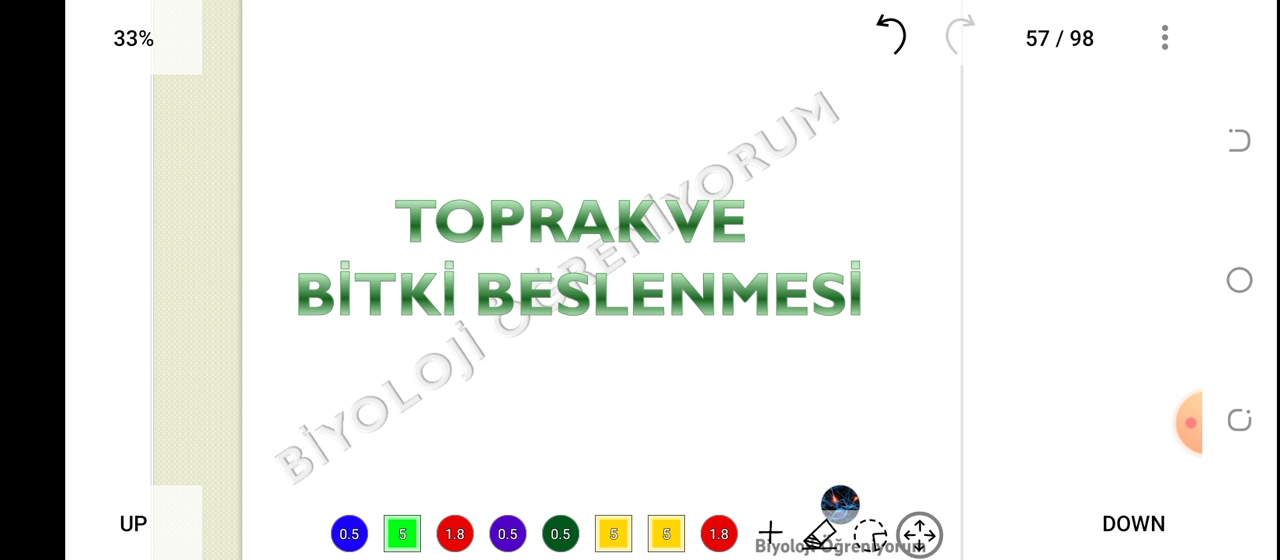 33%
57 / 98
TOPRAK VE
BİTKİ BESLENMESİ
BİYOLOJİ ÖĞRENİYORUM
UP
0.5
5
1.8
0.5
0.5
5
5
1.8
Biyoloji Öğreniyorum
DOWN